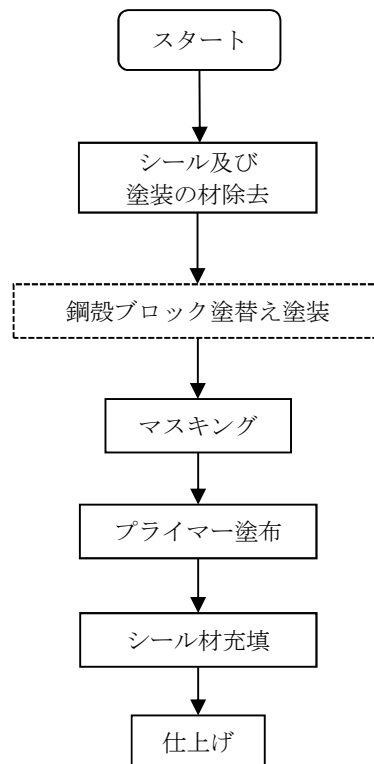 スタート
シール及び
塗装の材除去
鋼殻ブロック塗替え塗装
マスキング
プライマー塗布
シール材充填
仕上げ